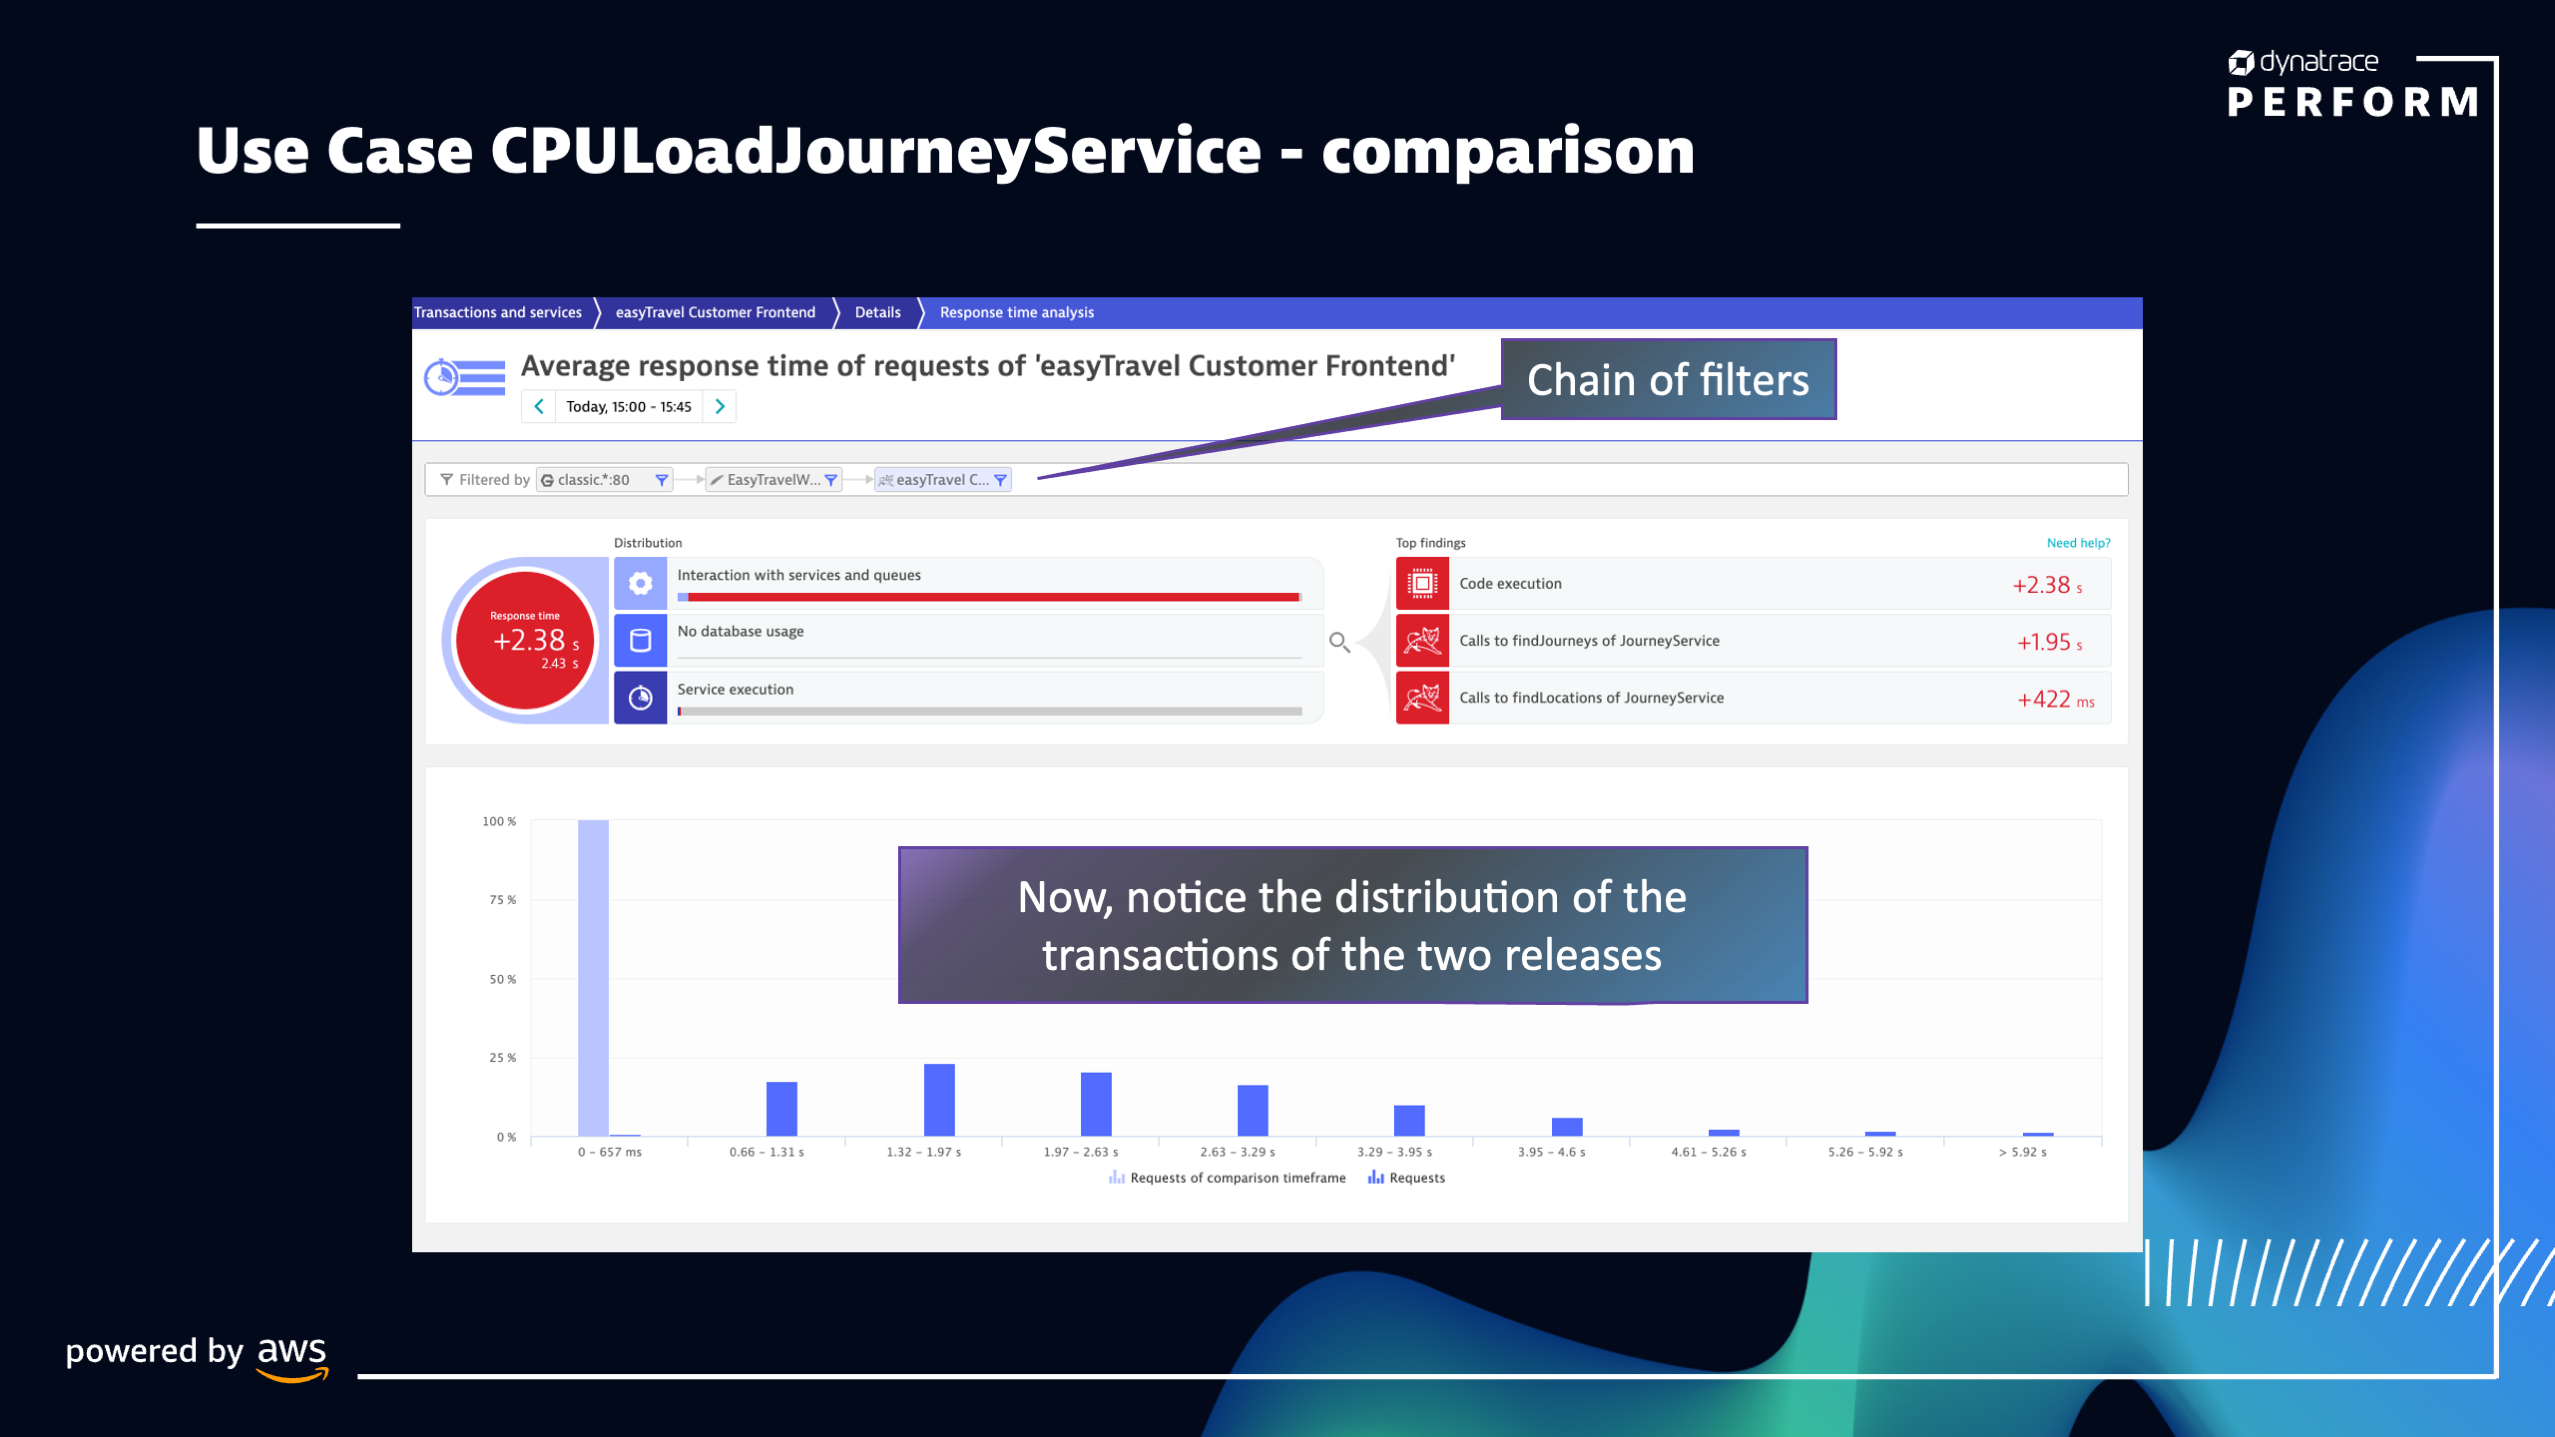 dynatrace
PERFORM
Use Case CPULoadJourneyService - comparison
Transactions and services
easyTravel Customer Frontend
Details
Response time analysis
Average response time of requests of 'easyTravel Customer Frontend'
Today, 15:00 - 15:45
Chain of filters
Filtered by
classic.*:80
EasyTravelW...
easyTravel C...
Distribution
Response time
+2.38 s
2.43 s
Interaction with services and queues
No database usage
Service execution
Top findings
Need help?
Code execution
+2.38 s
Calls to findJourneys of JourneyService
+1.95 s
Calls to findLocations of JourneyService
+422 ms
100 %
75 %
50 %
25 %
0 %
Now, notice the distribution of the
transactions of the two releases
0 – 657 ms
0.66 – 1.31 s
1.32 – 1.97 s
1.97 – 2.63 s
2.63 – 3.29 s
3.29 – 3.95 s
3.95 – 4.6 s
4.61 – 5.26 s
5.26 – 5.92 s
> 5.92 s
Requests of comparison timeframe
Requests
powered by aws